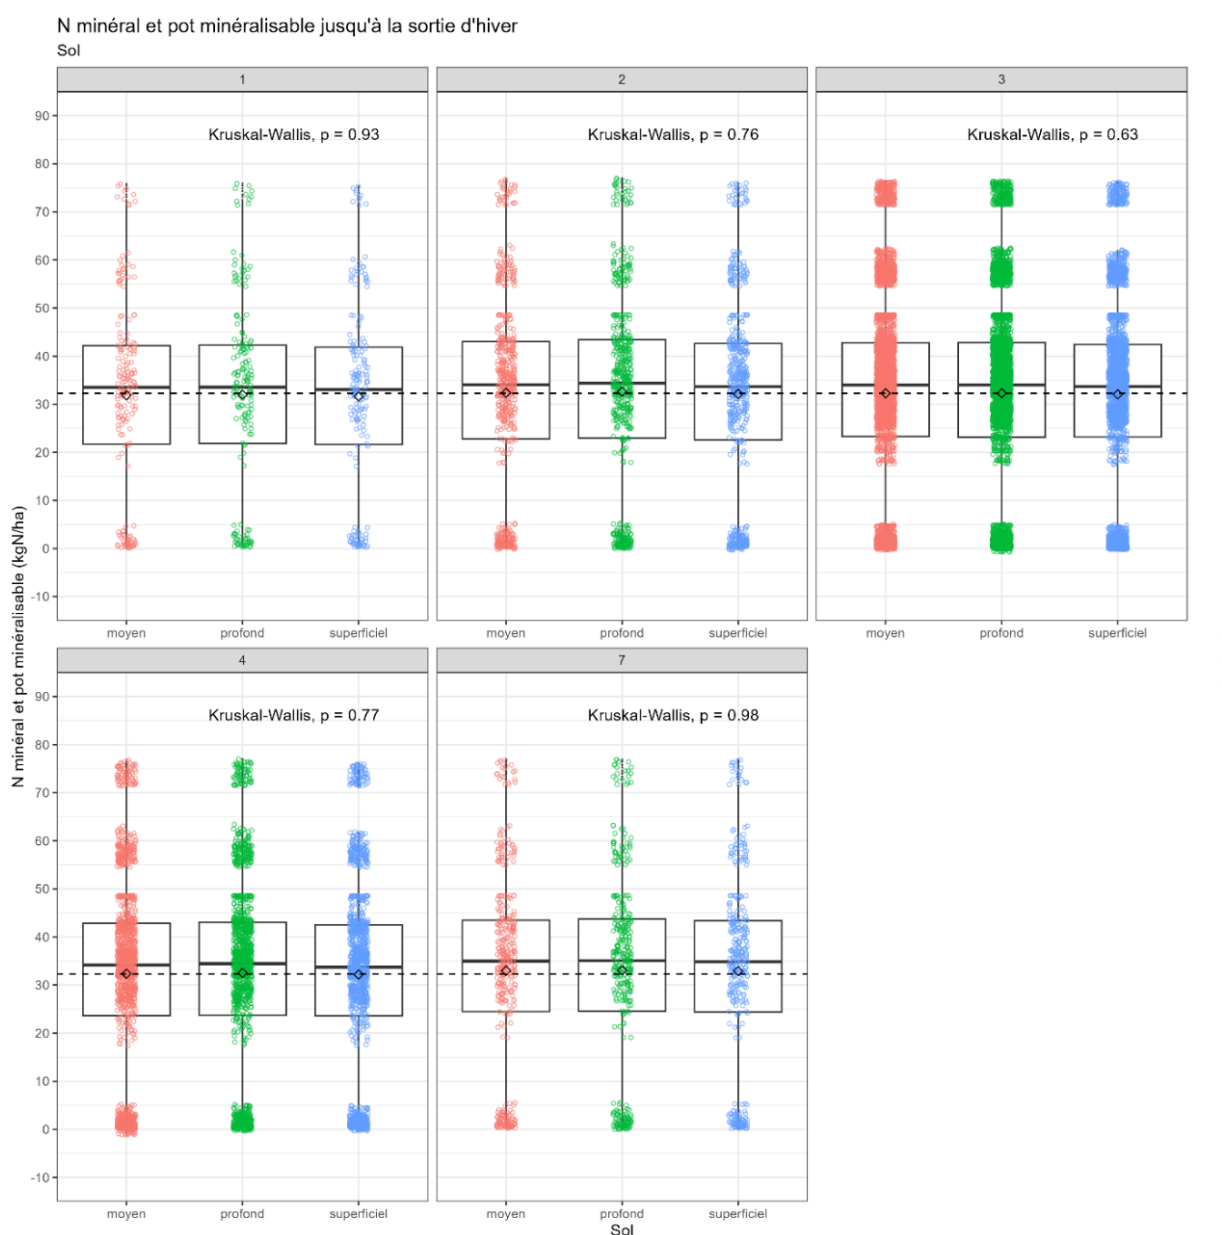 N minéral et pot minéralisable jusqu'à la sortie d'hiver
Sol
1
2
3
Kruskal-Wallis, p = 0.93
Kruskal-Wallis, p = 0.76
Kruskal-Wallis, p = 0.63
90
80
70
60
50
40
30
20
10
0
-10
moyen profond superficiel
moyen profond superficiel
moyen profond superficiel
N minéral et pot minéralisable (kgN/ha)
4
7
Kruskal-Wallis, p = 0.77
Kruskal-Wallis, p = 0.98
90
80
70
60
50
40
30
20
10
0
-10
moyen profond superficiel
moyen profond superficiel
Sol